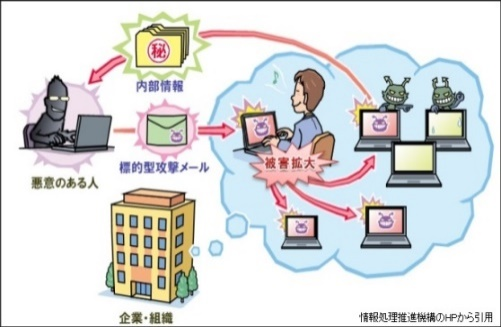 秘
内部情報
標的型攻撃メール
悪意のある人
被害拡大
企業・組織
情報処理推進機構のHPから引用